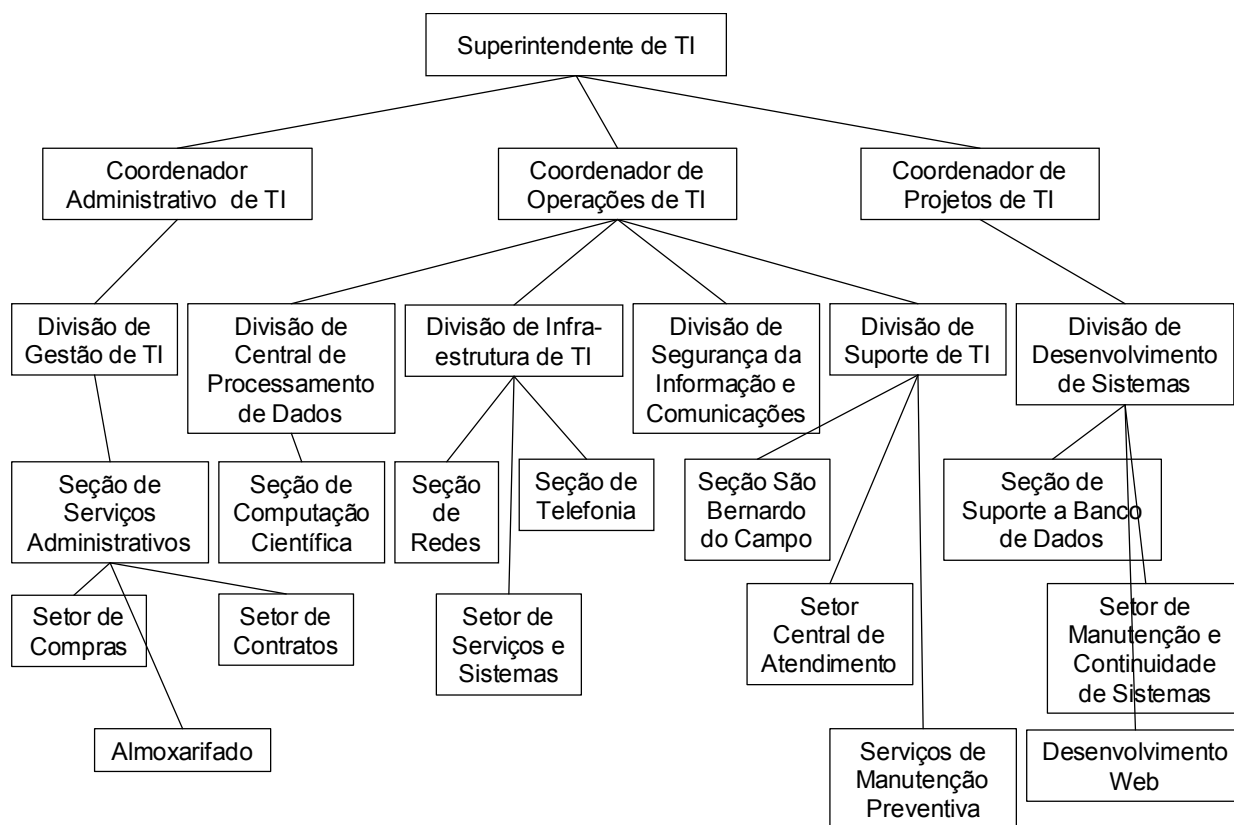 Superintendente de TI
Coordenador
Administrativo de TI
Coordenador de
Operações de TI
Coordenador de
Projetos de TI
Divisão de
Gestão de TI
Divisão de
Central de
Processamento
de Dados
Divisão de Infra-
estrutura de TI
Divisão de
Segurança da
Informação e
Comunicações
Divisão de
Suporte de TI
Divisão de
Desenvolvimento
de Sistemas
Seção de
Serviços
Administrativos
Seção de
Computação
Científica
Seção
de
Redes
Seção de
Telefonia
Seção São
Bernardo
do Campo
Seção de
Suporte a Banco
de Dados
Setor de
Compras
Setor de
Contratos
Setor de
Serviços e
Sistemas
Setor
Central de
Atendimento
Setor de
Manutenção e
Continuidade
de Sistemas
Almoxarifado
Serviços de
Manutenção
Preventiva
Desenvolvimento
Web